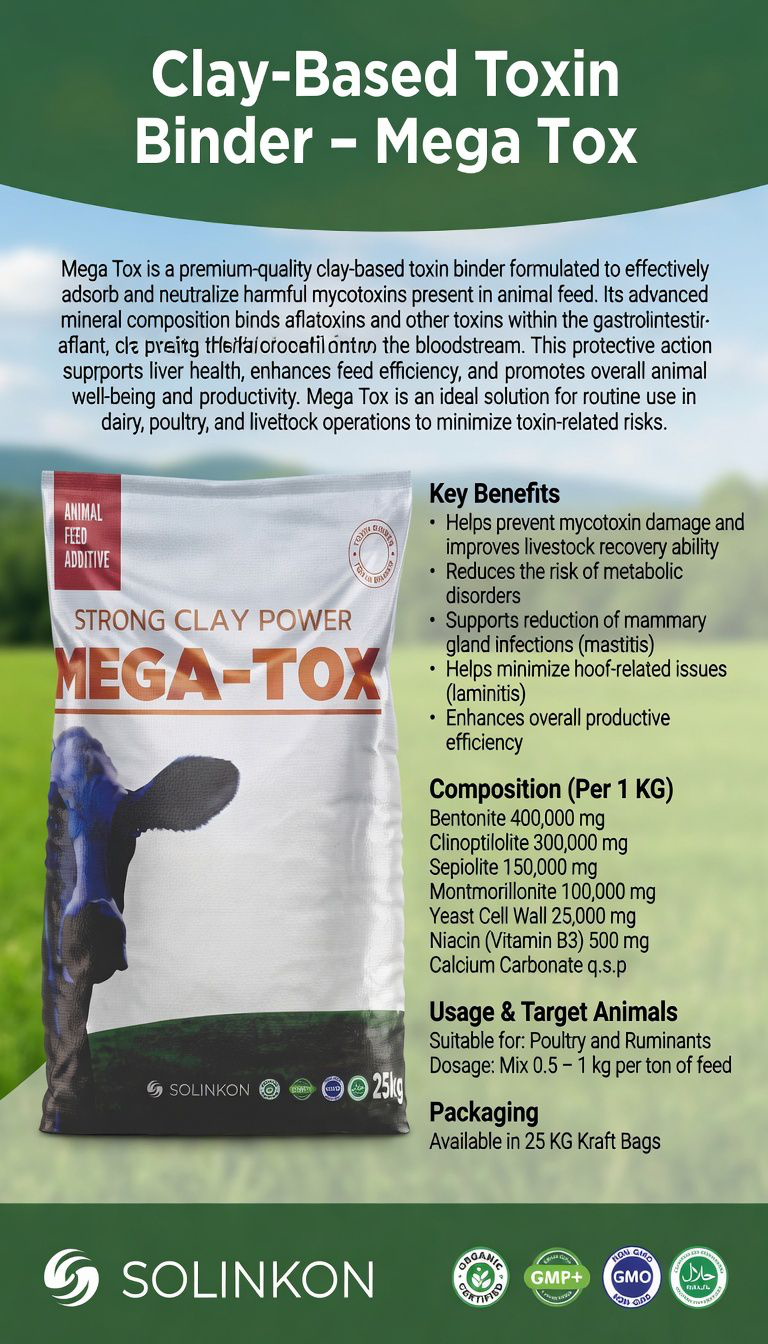 Clay-Based Toxin
Binder – Mega Tox
Mega Tox is a premium-quality clay-based toxin binder formulated to effectively
adsorb and neutralize harmful mycotoxins present in animal feed. Its advanced
mineral composition binds aflatoxins and other toxins within the
the bloodstream. This protective action
suprports liver health, enhances feed efficiency, and promotes overall animal
well-being and productivity. Mega Tox is an ideal solution for routine use in
dairy, poultry, and livettock operations to minimize toxin-related risks.
ANIMAL
FEED
ADDITIVE
STRONG CLAY POWER
MEGA-TOX
SOLINKON
25kg
Key Benefits
• Helps prevent mycotoxin damage and
improves livestock recovery ability
• Reduces the risk of metabolic
disorders
• Supports reduction of mammary
gland infections (mastitis)
• Helps minimize hoof-related issues
(laminitis)
• Enhances overall productive
efficiency
Composition (Per 1 KG)
Bentonite 400,000 mg
Clinoptilolite 300,000 mg
Sepiolite 150,000 mg
Montmorillonite 100,000 mg
Yeast Cell Wall 25,000 mg
Niacin (Vitamin B3) 500 mg
Calcium Carbonate q.s.p
Usage & Target Animals
Suitable for: Poultry and Ruminants
Dosage: Mix 0.5 – 1 kg per ton of feed
Packaging
Available in 25 KG Kraft Bags
SOLINKON
ORGANIC
CERTIFIED
GMP+
GMO
حلال